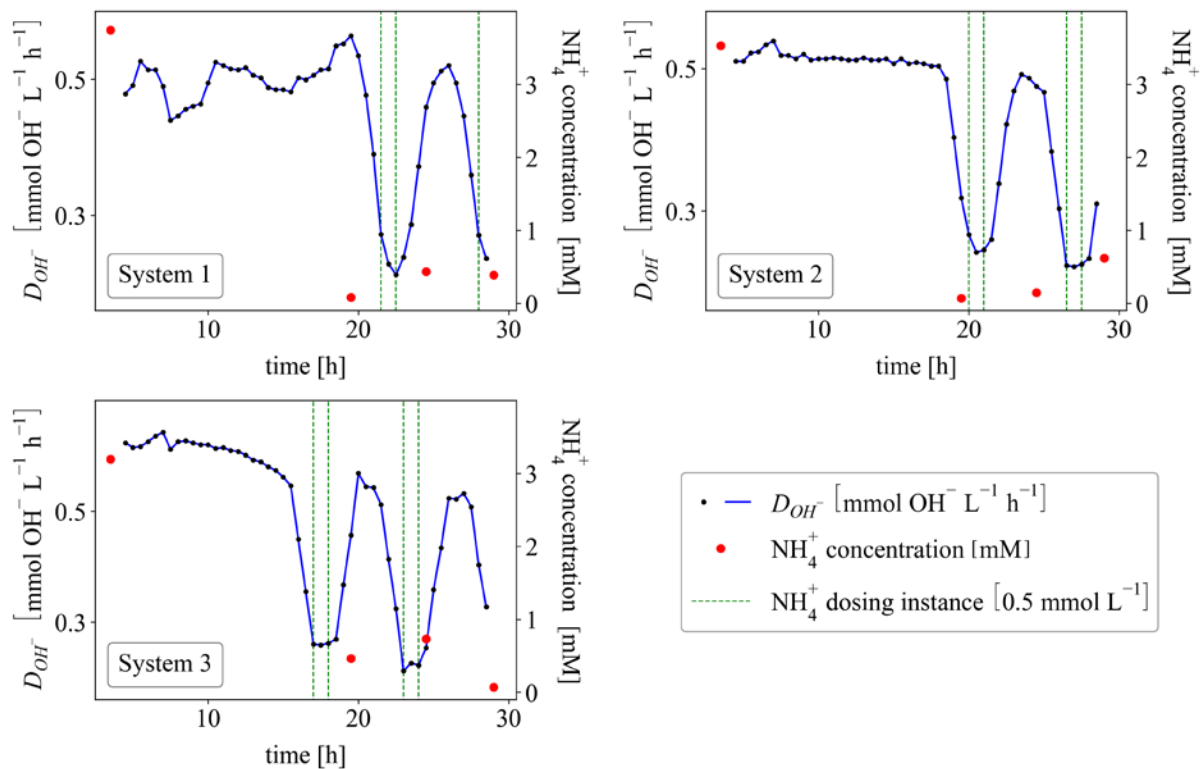 D_OH⁻ [mmol OH⁻ L⁻¹ h⁻¹]
0.5
0.3
System 1
10
20
30
time [h]
3
2
1
0
NH₄⁺ concentration [mM]
D_OH⁻ [mmol OH⁻ L⁻¹ h⁻¹]
0.5
0.3
System 2
10
20
30
time [h]
3
2
1
0
NH₄⁺ concentration [mM]
D_OH⁻ [mmol OH⁻ L⁻¹ h⁻¹]
0.5
0.3
System 3
10
20
30
time [h]
3
2
1
0
NH₄⁺ concentration [mM]
D_OH⁻ [mmol OH⁻ L⁻¹ h⁻¹]
NH₄⁺ concentration [mM]
NH₄⁺ dosing instance [0.5 mmol L⁻¹]